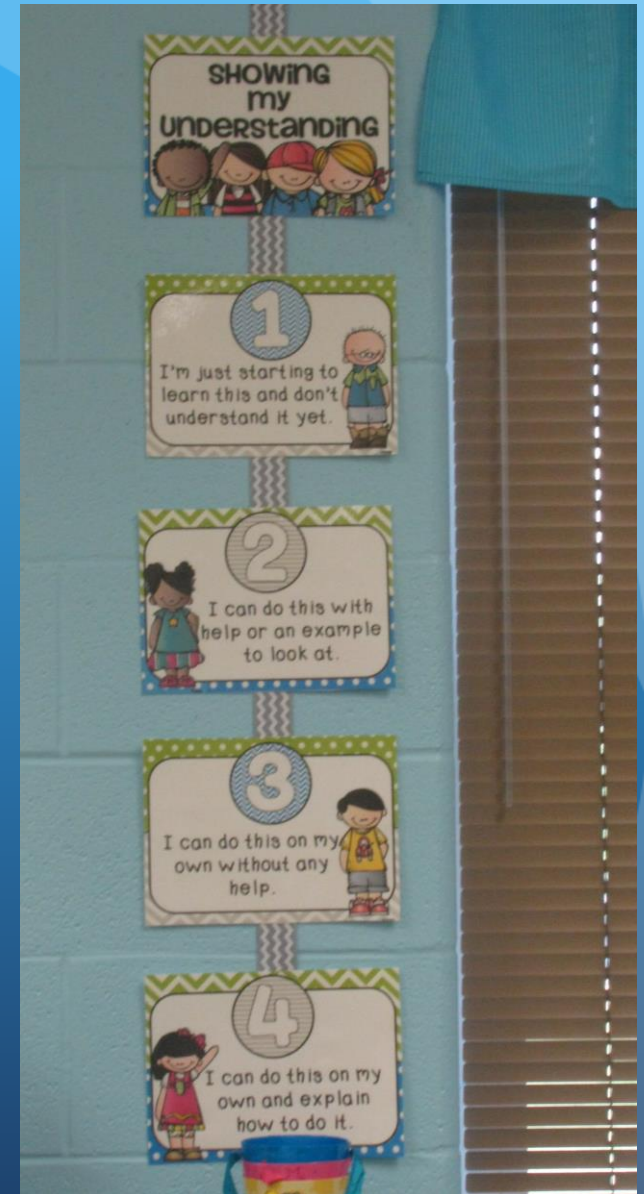 SHOWING
MY
UNDERSTANDING
1
I'm just starting to
learn this and don't
understand it yet.
2
I can do this with
help or an example
to look at.
3
I can do this on my
own without any
help.
4
I can do this on my
own and explain
how to do it.